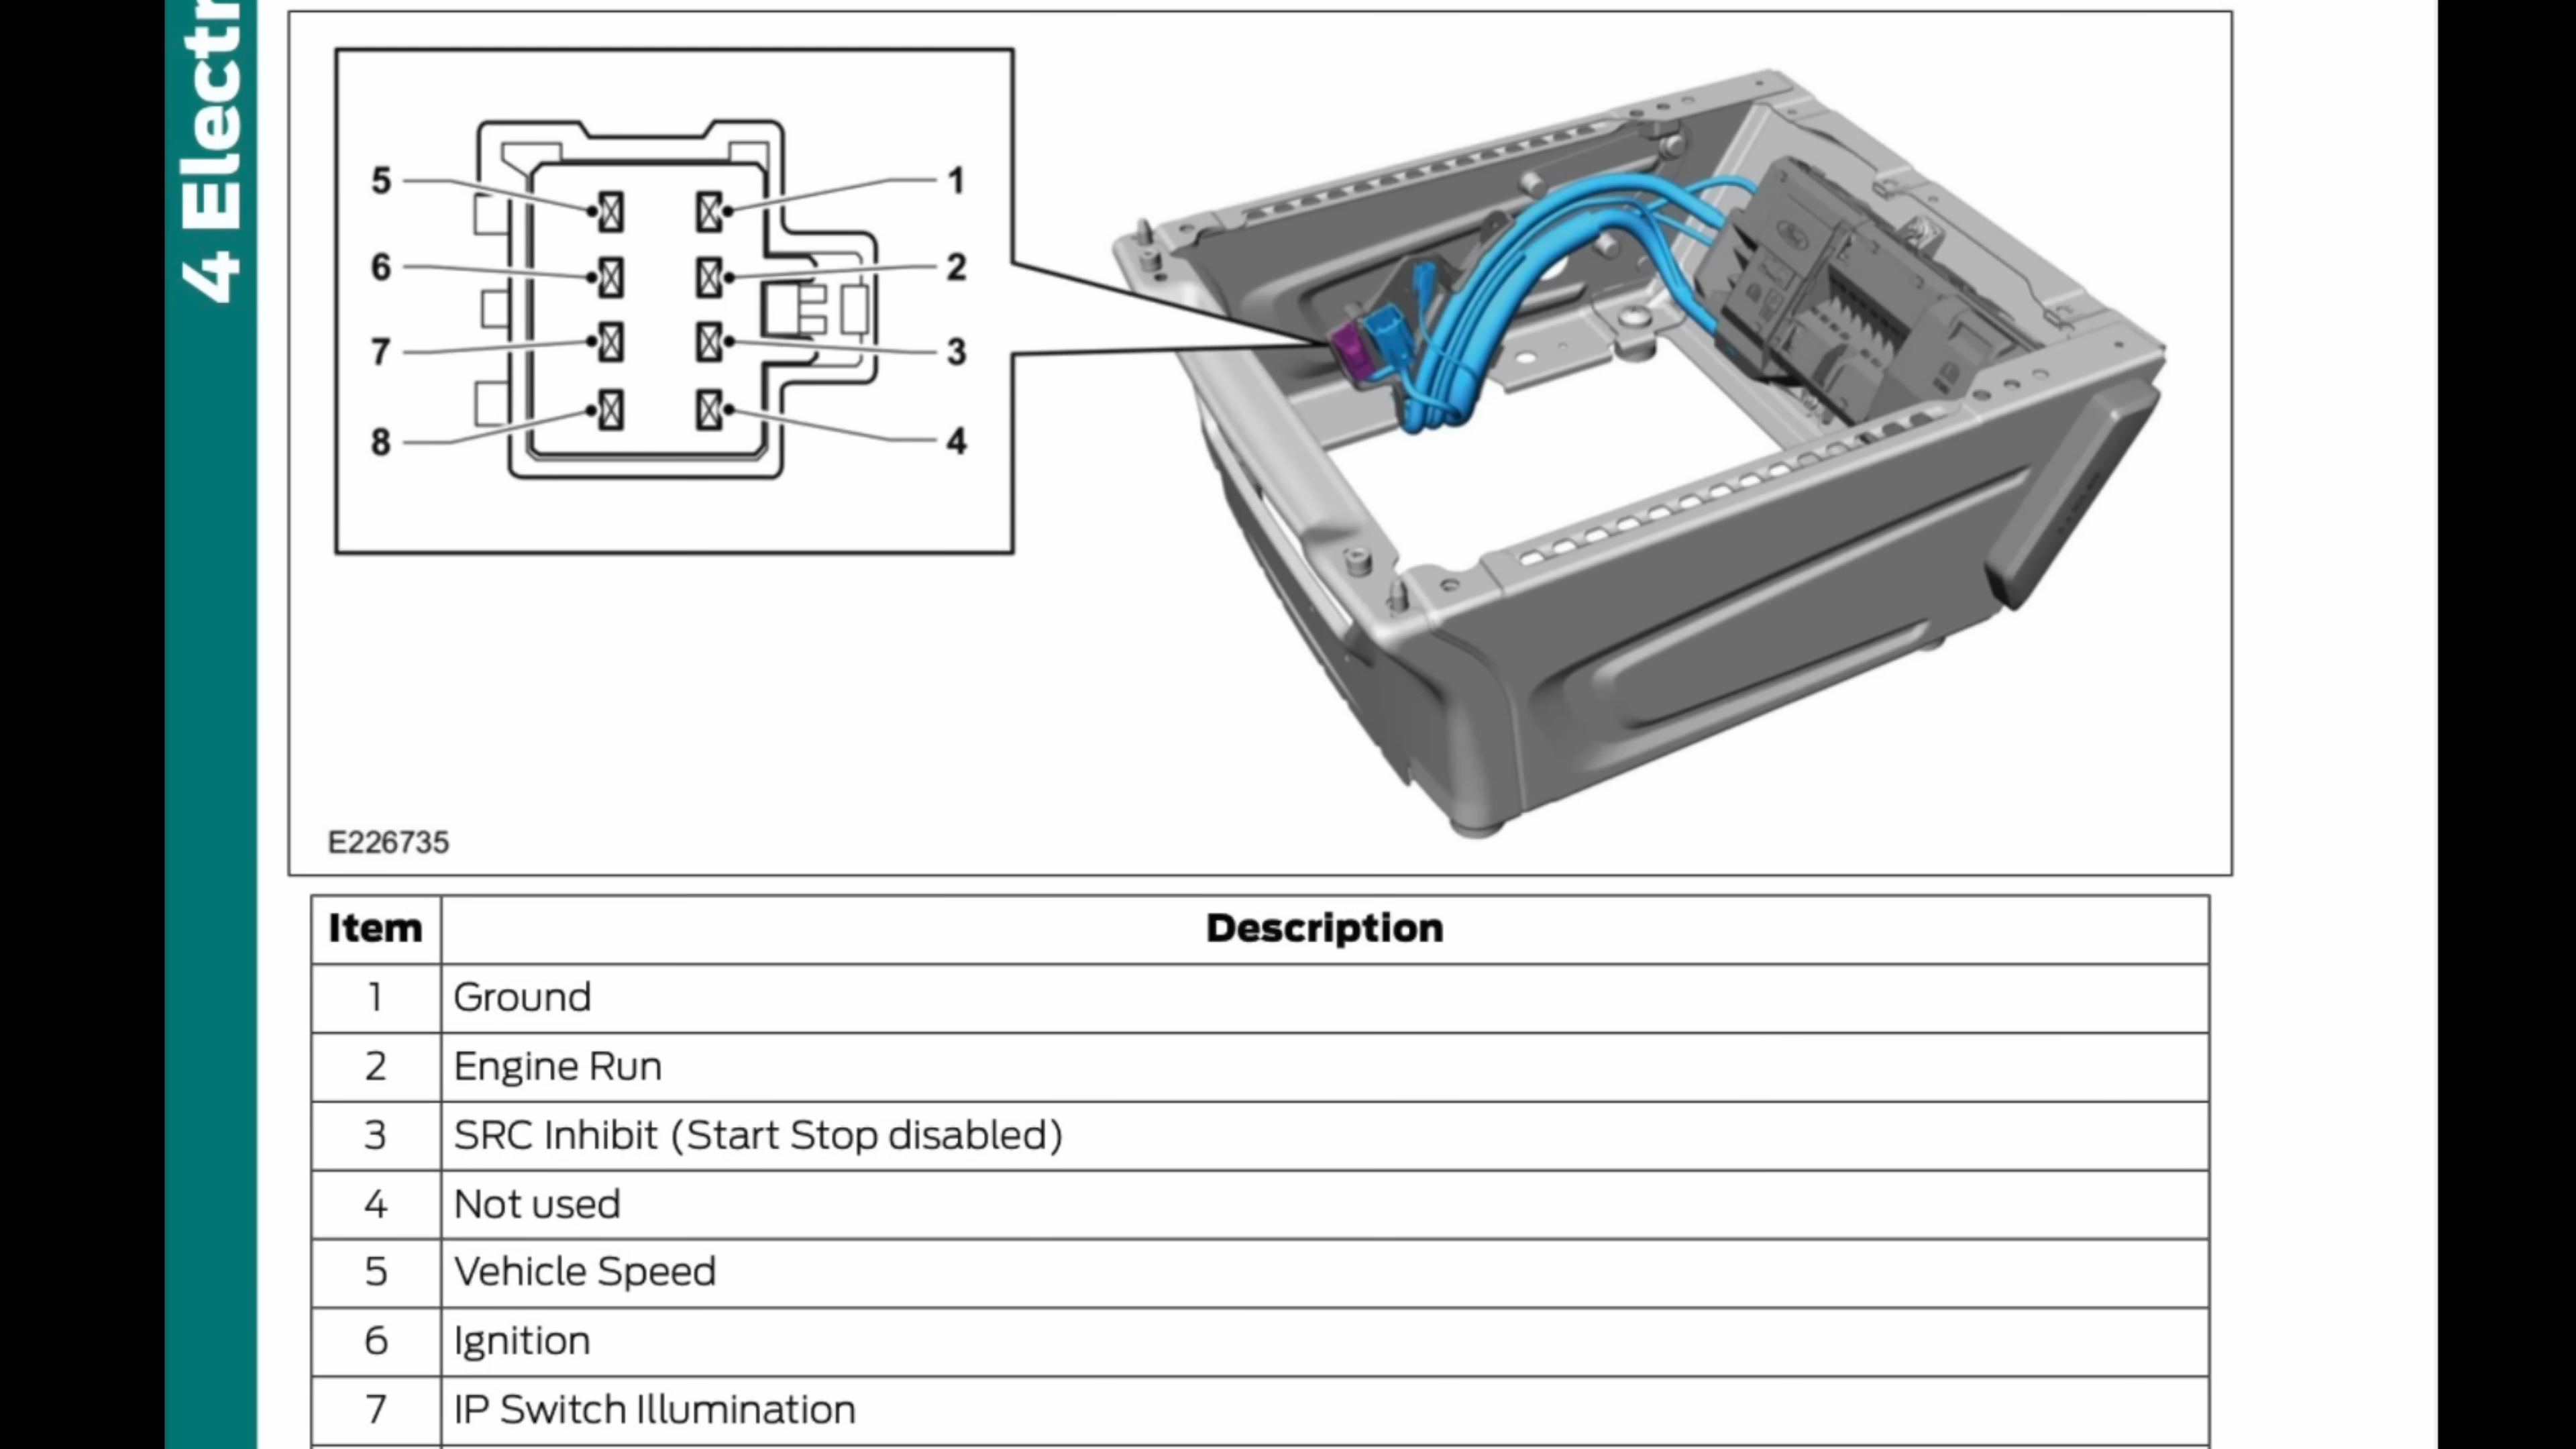 4 Electr
5
1
6
2
7
3
8
4
E226735
Item Description
1 Ground
2 Engine Run
3 SRC Inhibit (Start Stop disabled)
4 Not used
5 Vehicle Speed
6 Ignition
7 IP Switch Illumination